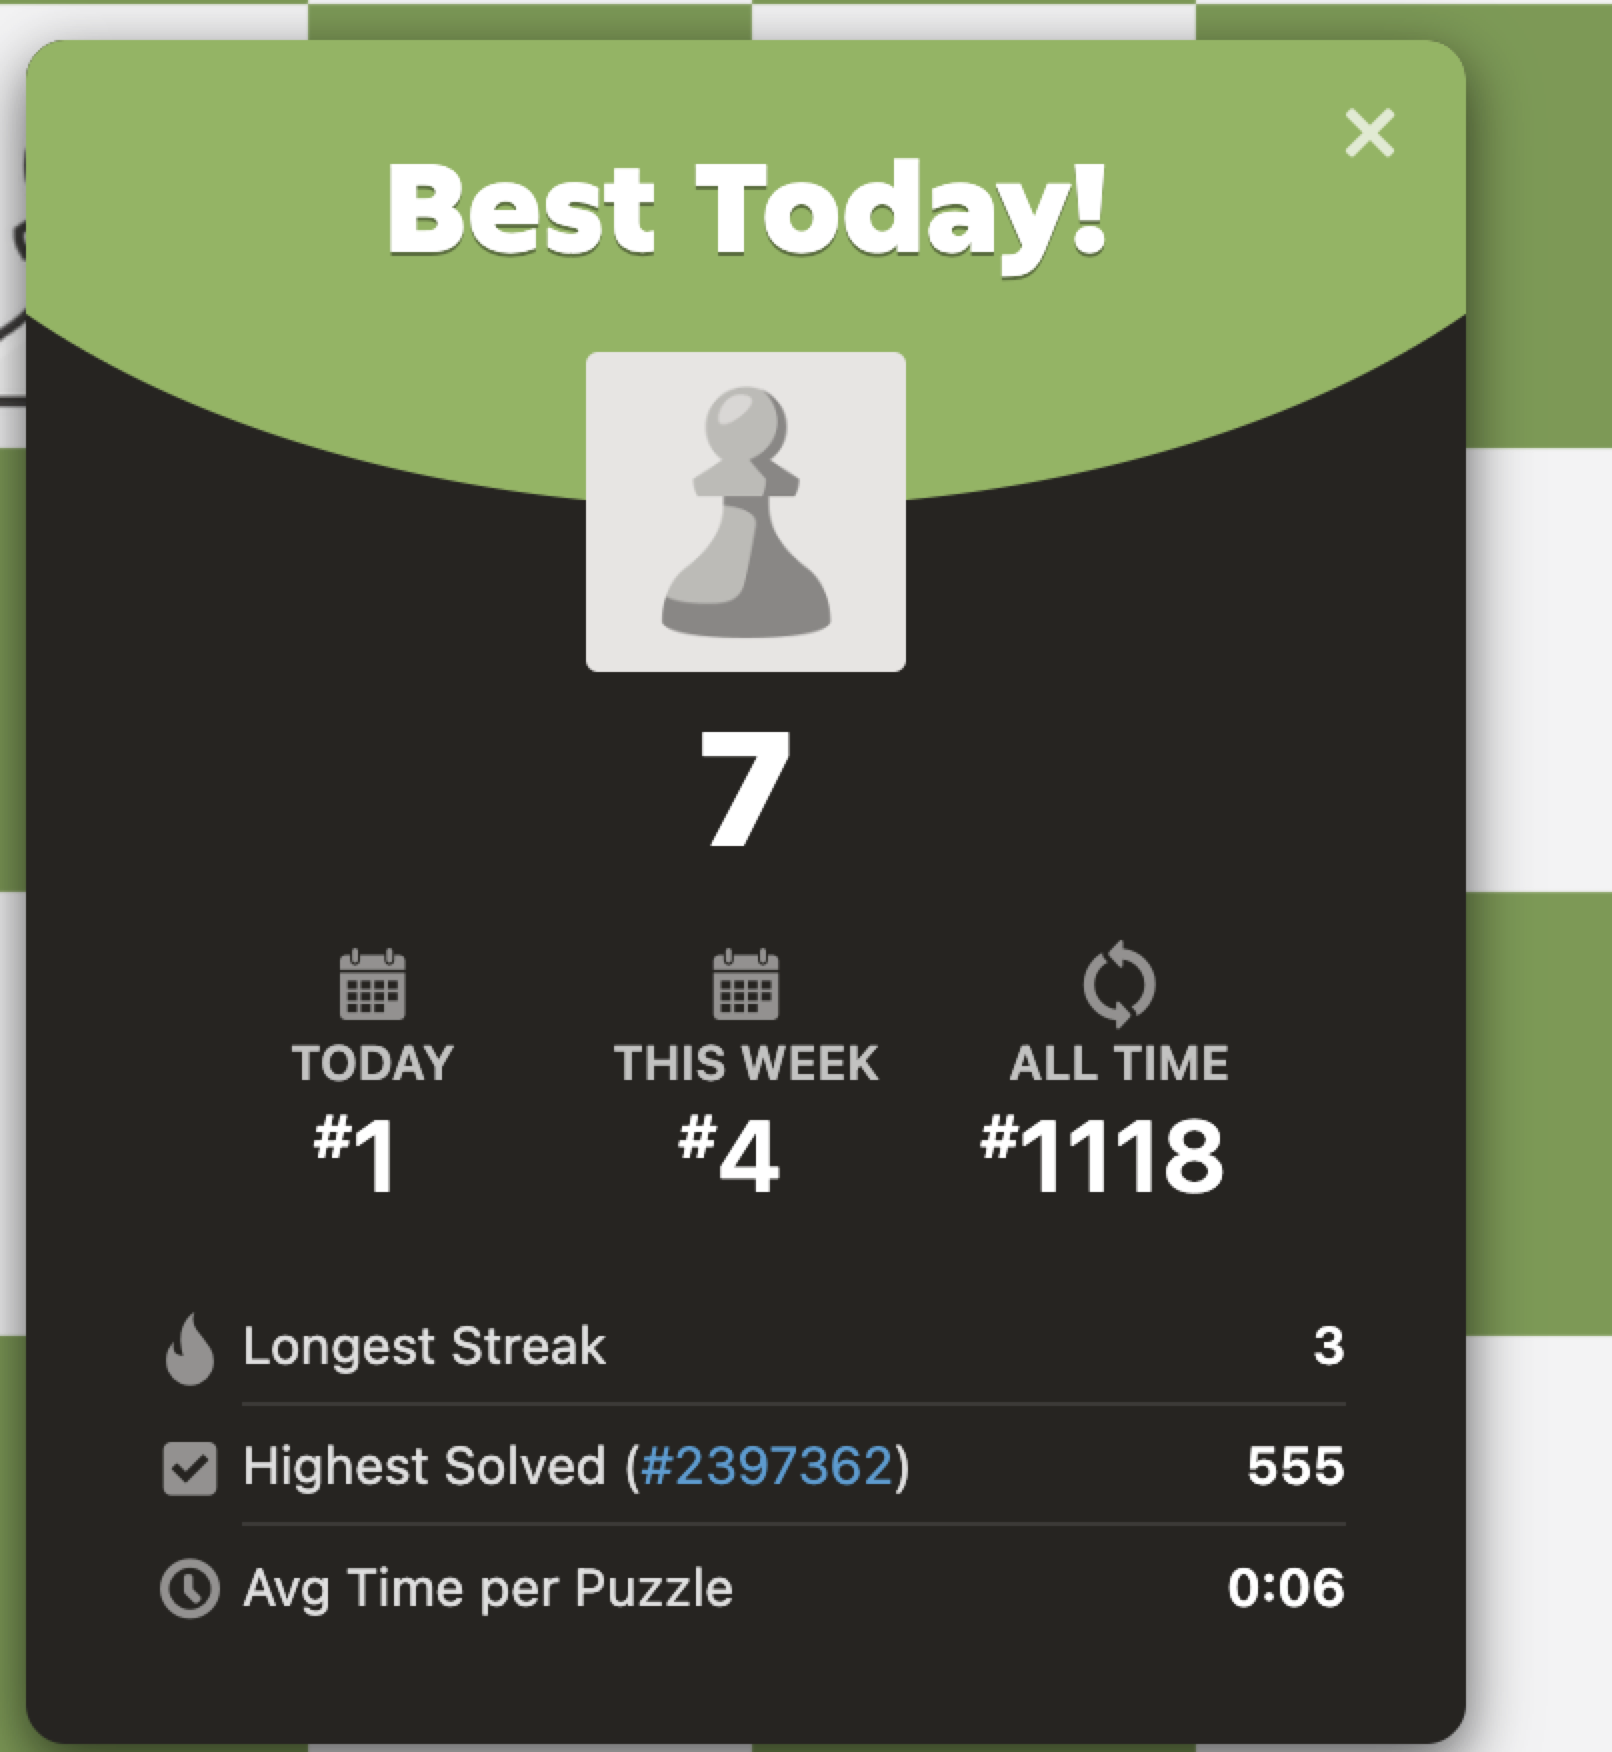 Best Today!
7
TODAY
THIS WEEK
ALL TIME
#1
#4
#1118
Longest Streak 3
Highest Solved (#2397362) 555
Avg Time per Puzzle 0:06